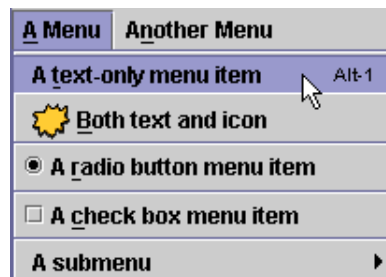 A Menu Another Menu
A text-only menu item Alt-1
Both text and icon
A radio button menu item
A check box menu item
A submenu